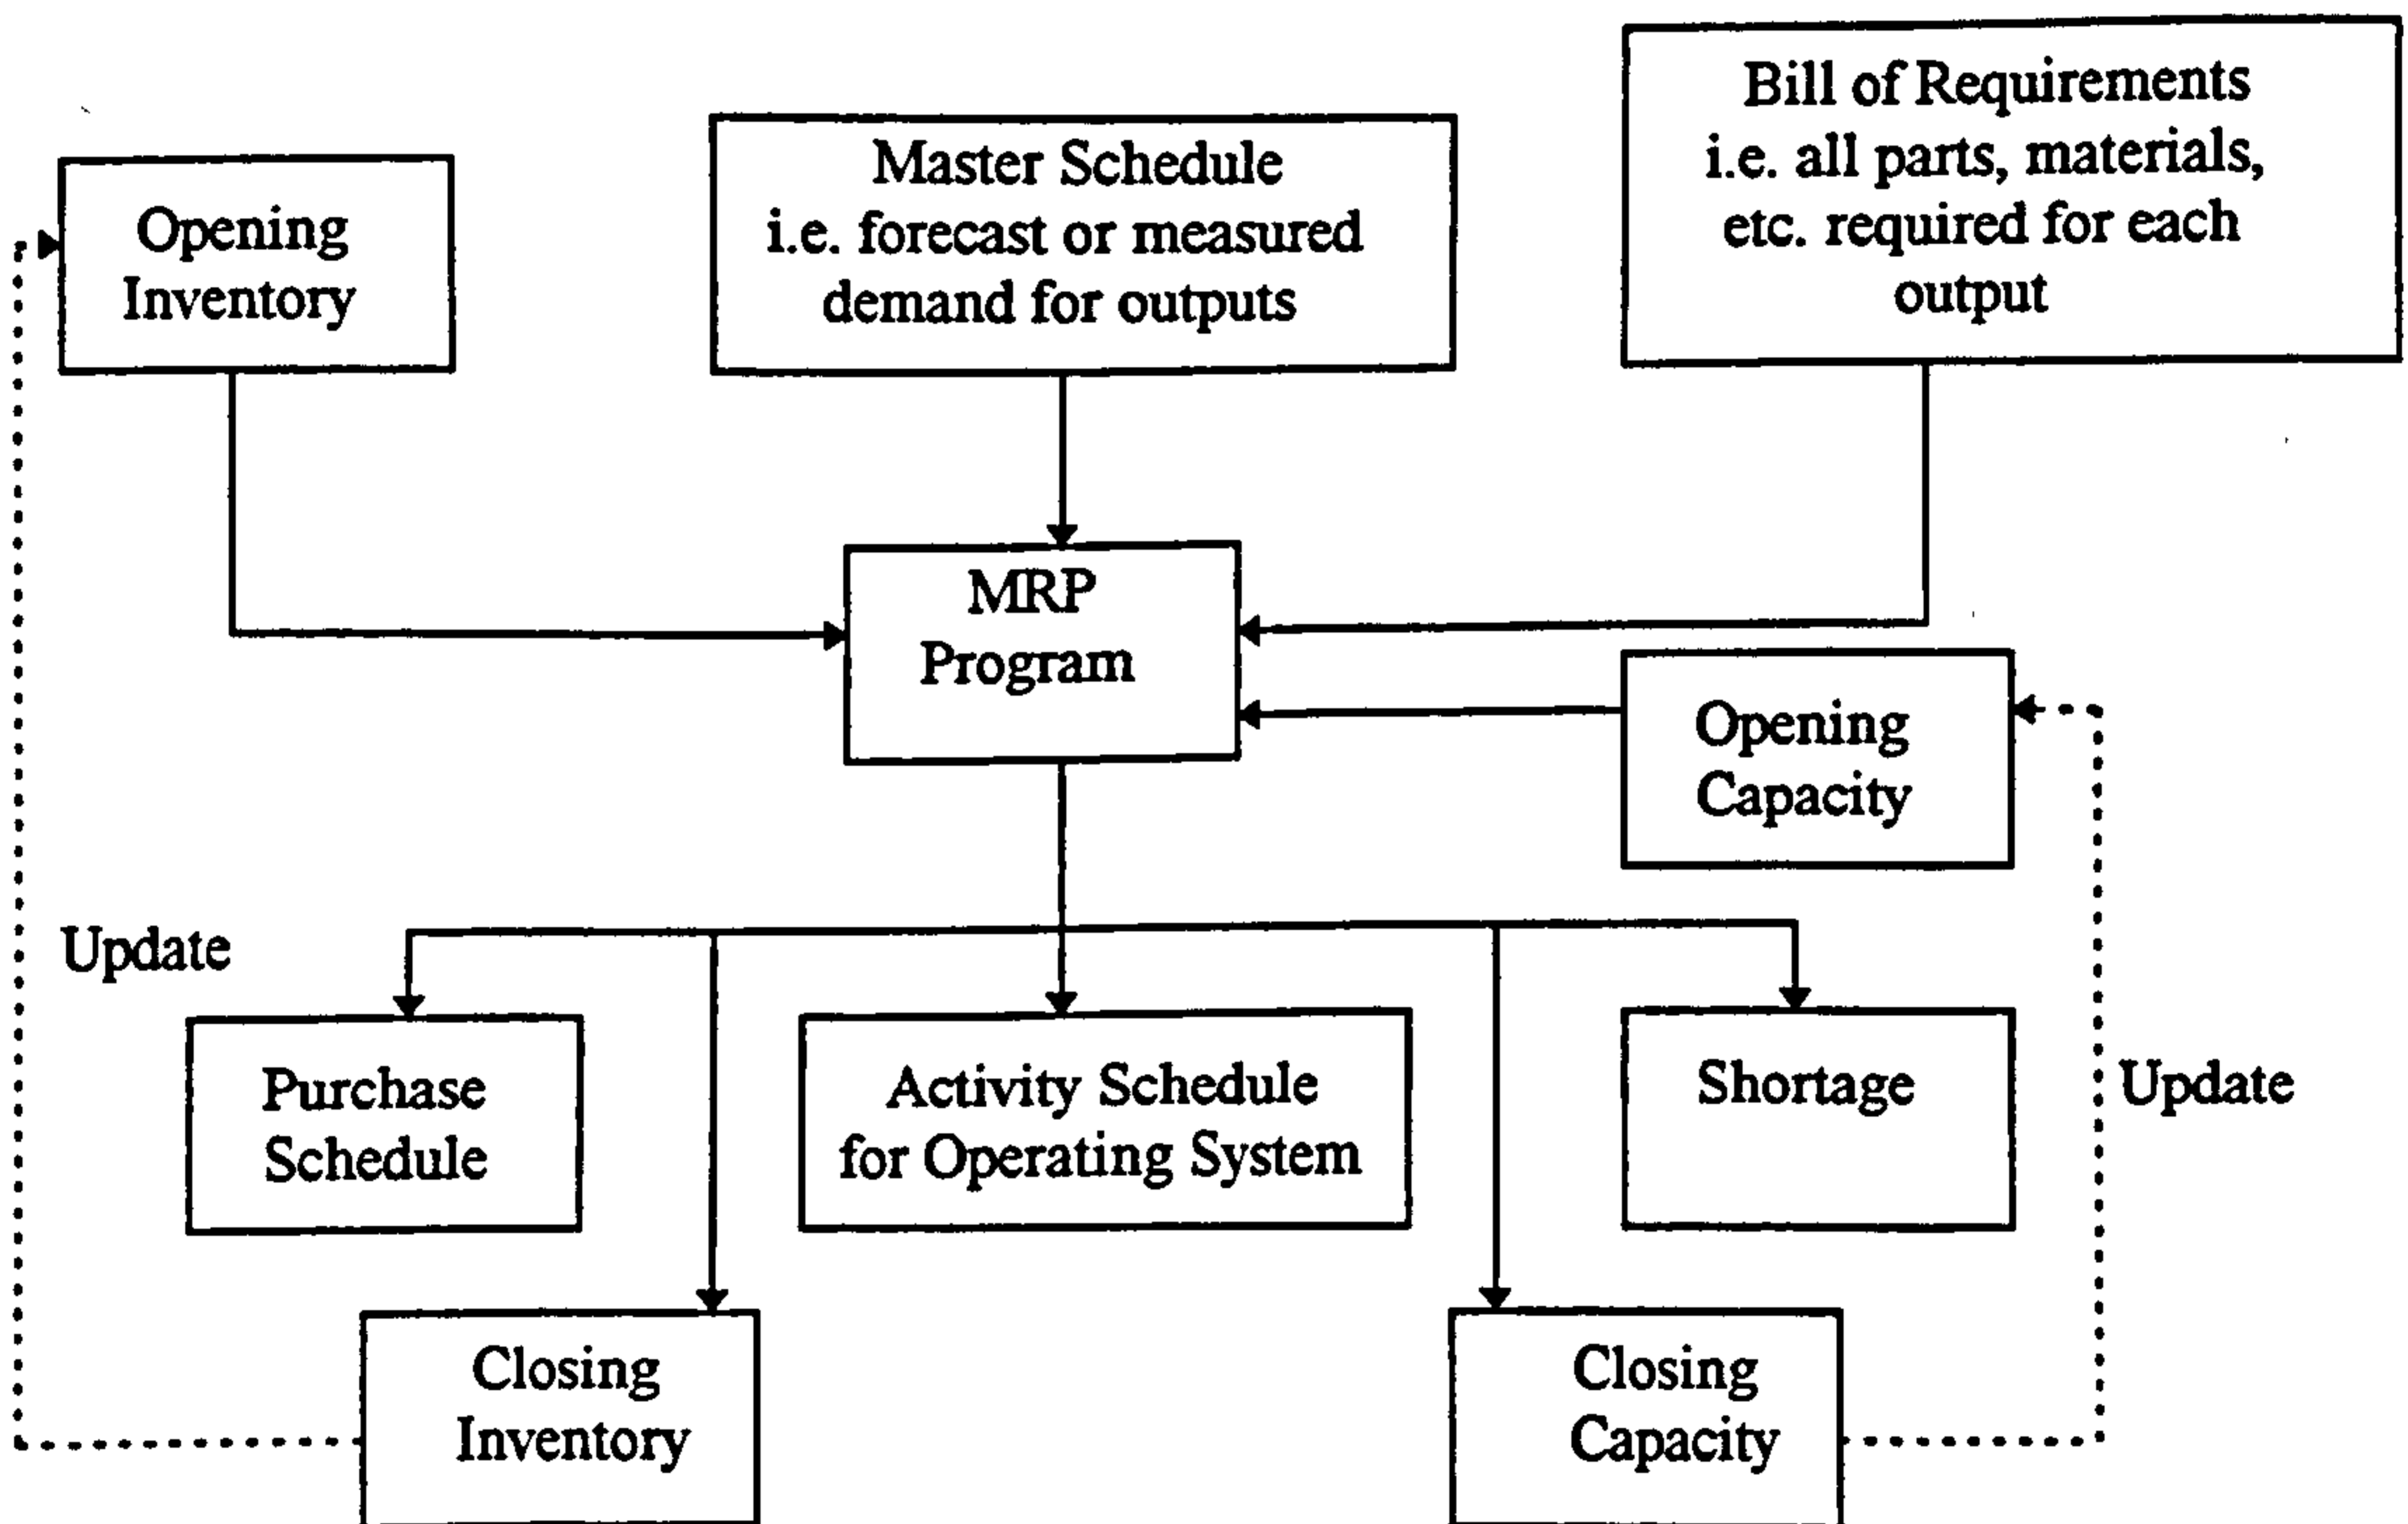 Opening
Inventory
Master Schedule
i.e. forecast or measured
demand for outputs
Bill of Requirements
i.e. all parts, materials,
etc. required for each
output
MRP
Program
Opening
Capacity
Update
Purchase
Schedule
Activity Schedule
for Operating System
Shortage
Update
Closing
Inventory
Closing
Capacity